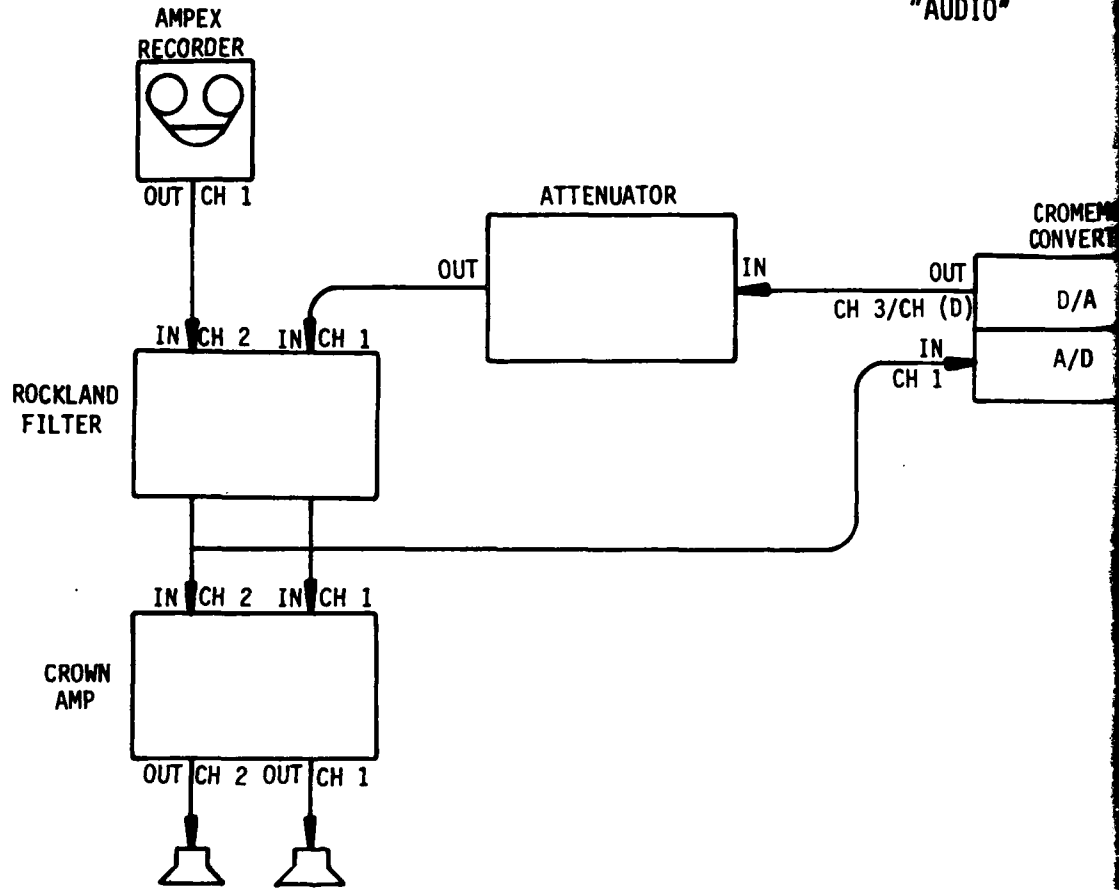 "AUDIO"
AMPEX
RECORDER
OUT CH 1
ATTENUATOR
OUT
IN
OUT
CH 3/CH (D)
D/A
IN
CH 1
A/D
IN CH 2 IN CH 1
ROCKLAND
FILTER
IN CH 2 IN CH 1
CROWN
AMP
OUT CH 2 OUT CH 1